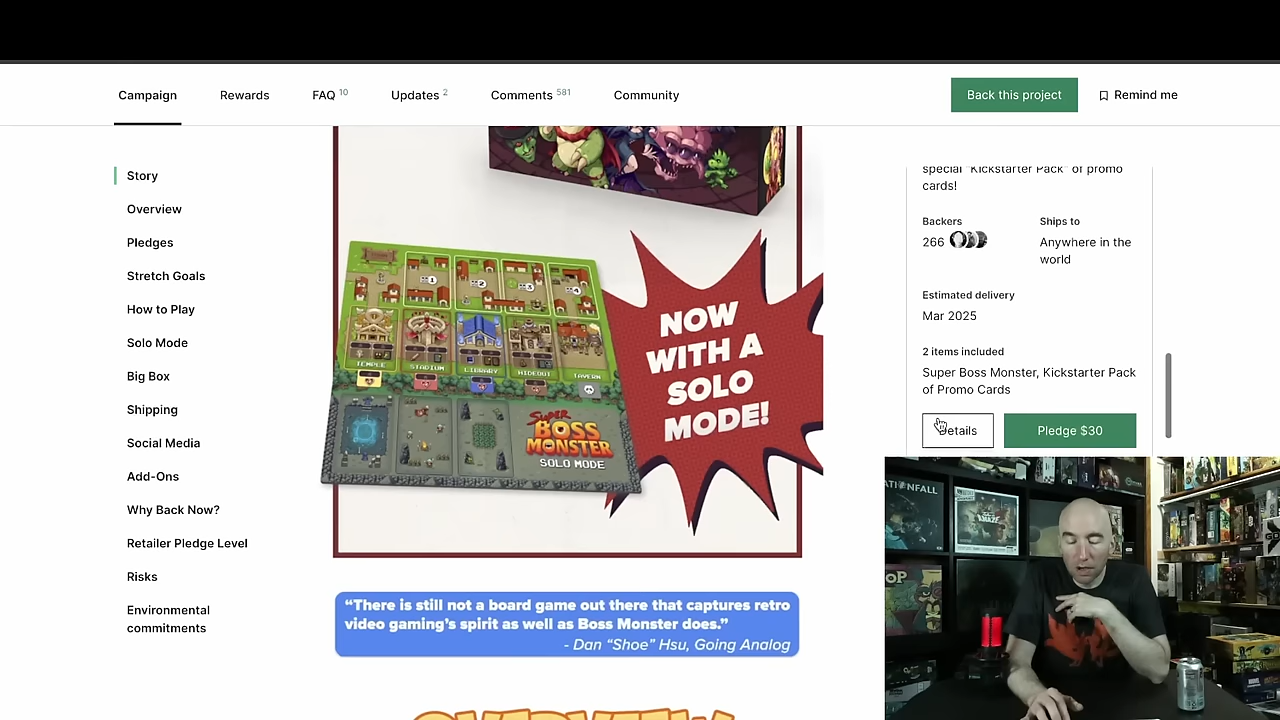 Campaign
Rewards
FAQ 10
Updates 2
Comments 581
Community
Back this project
Remind me
Story
Overview
Pledges
Stretch Goals
How to Play
Solo Mode
Big Box
Shipping
Social Media
Add-Ons
Why Back Now?
Retailer Pledge Level
Risks
Environmental
commitments
1
2
3
4
TEMPLE
STADIUM
LIBRARY
HIDEOUT
TAVERN
SUPER
BOSS
MONSTER
SOLO MODE
NOW
WITH A
SOLO
MODE!
“There is still not a board game out there that captures retro
video gaming’s spirit as well as Boss Monster does.”
- Dan “Shoe” Hsu, Going Analog
OVERVIEW
special "Kickstarter Pack" of promo
cards!
Backers
266
Ships to
Anywhere in the
world
Estimated delivery
Mar 2025
2 items included
Super Boss Monster, Kickstarter Pack
of Promo Cards
Details
Pledge $30